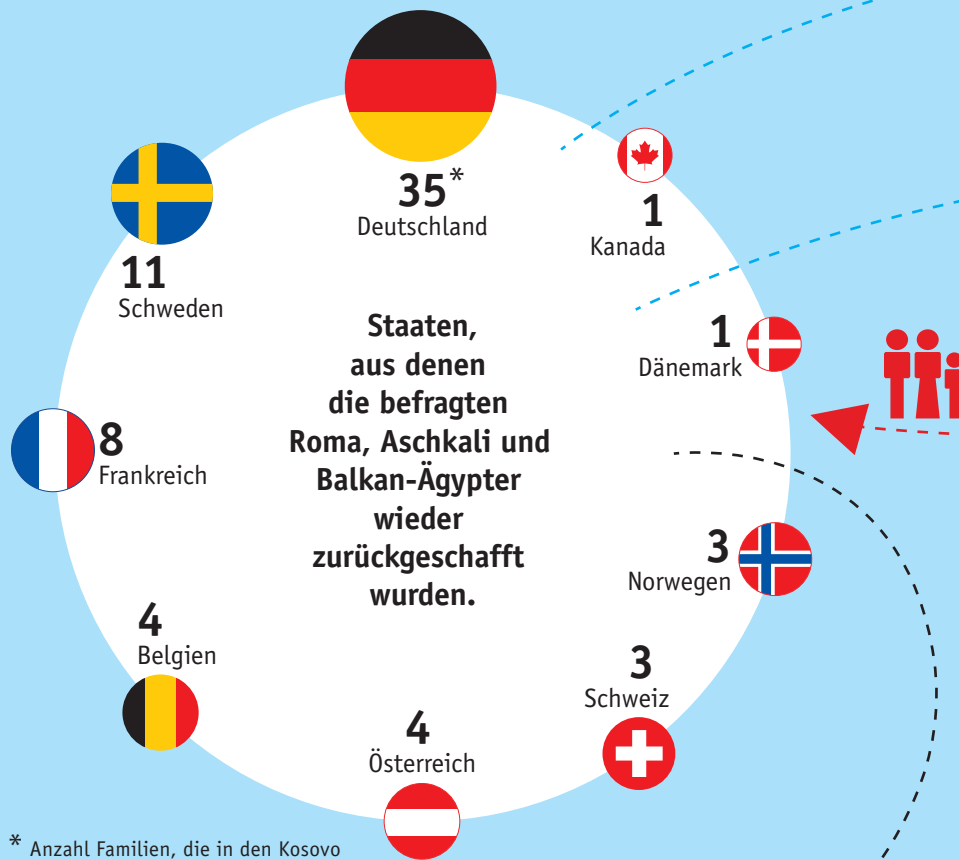 35*
Deutschland
1
Kanada
11
Schweden
1
Dänemark
Staaten,
aus denen
die befragten
Roma, Aschkali und
Balkan-Ägypter
wieder
zurückgeschafft
wurden.
8
Frankreich
3
Norwegen
4
Belgien
3
Schweiz
4
Österreich
* Anzahl Familien, die in den Kosovo